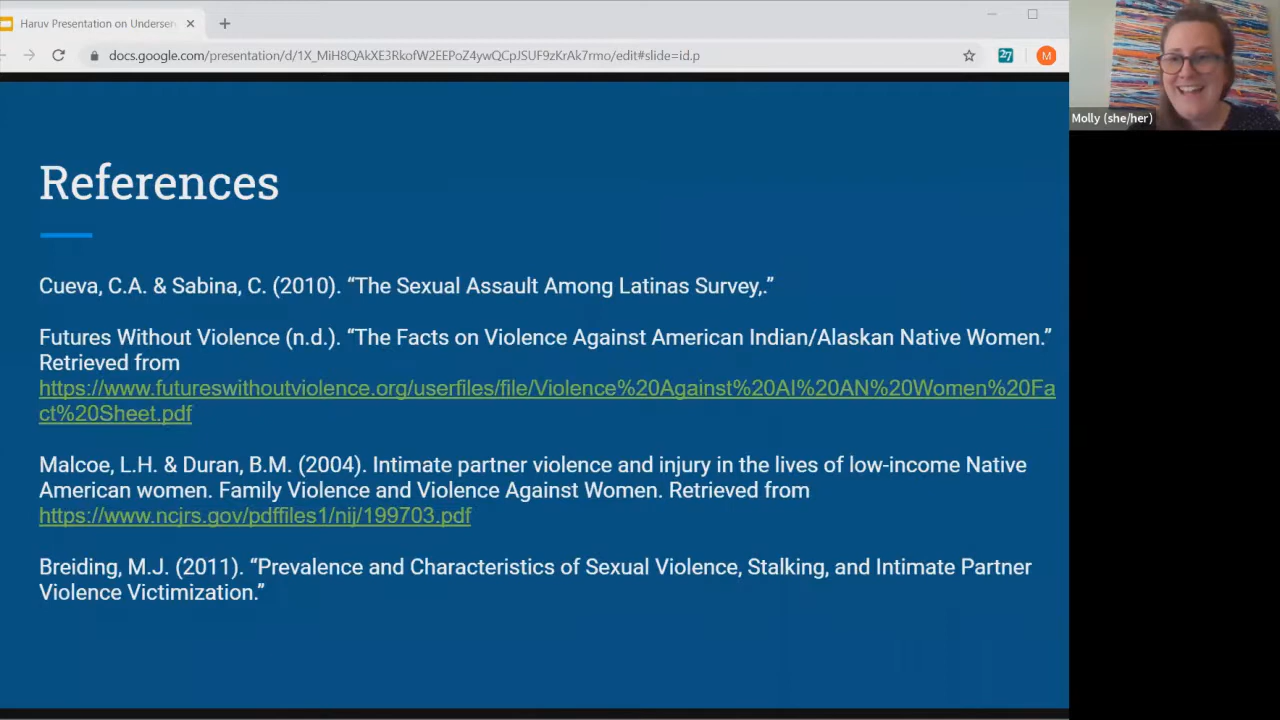 Haruv Presentation on Underser
docs.google.com/presentation/d/1X_MiH8QAkXE3RkofW2EEPoZ4ywQCpJSUF9zKrAk7rmo/edit#slide=id.p
27
M
Molly (she/her)
References
Cueva, C.A. & Sabina, C. (2010). “The Sexual Assault Among Latinas Survey,.”
Futures Without Violence (n.d.). “The Facts on Violence Against American Indian/Alaskan Native Women.”
Retrieved from
https://www.futureswithoutviolence.org/userfiles/file/Violence%20Against%20AI%20AN%20Women%20Fa
ct%20Sheet.pdf
Malcoe, L.H. & Duran, B.M. (2004). Intimate partner violence and injury in the lives of low-income Native
American women. Family Violence and Violence Against Women. Retrieved from
https://www.ncjrs.gov/pdffiles1/nij/199703.pdf
Breiding, M.J. (2011). “Prevalence and Characteristics of Sexual Violence, Stalking, and Intimate Partner
Violence Victimization.”